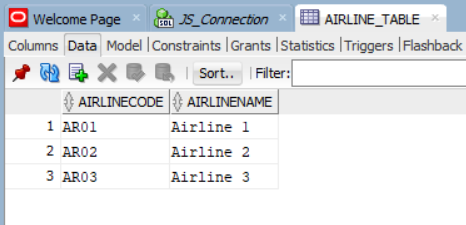 Welcome Page × JS_Connection × AIRLINE_TABLE ×
Columns Data Model Constraints Grants Statistics Triggers Flashback
Sort.. Filter:
AIRLINECODE AIRLINENAME
1 AR01 Airline 1
2 AR02 Airline 2
3 AR03 Airline 3